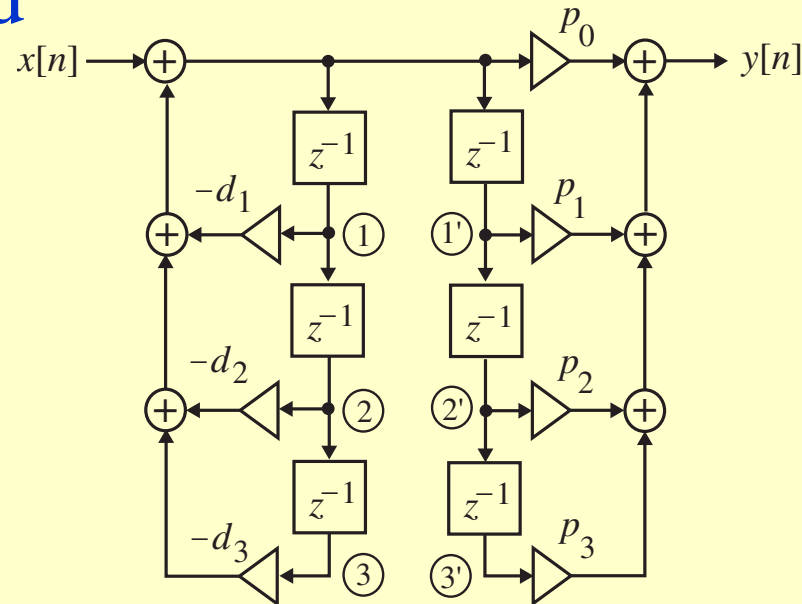 x[n] + p₀ + y[n]
z⁻¹ z⁻¹
-d₁ p₁
+ 1 1' +
z⁻¹ z⁻¹
-d₂ p₂
+ 2 2' +
z⁻¹ z⁻¹
-d₃ p₃
3 3'